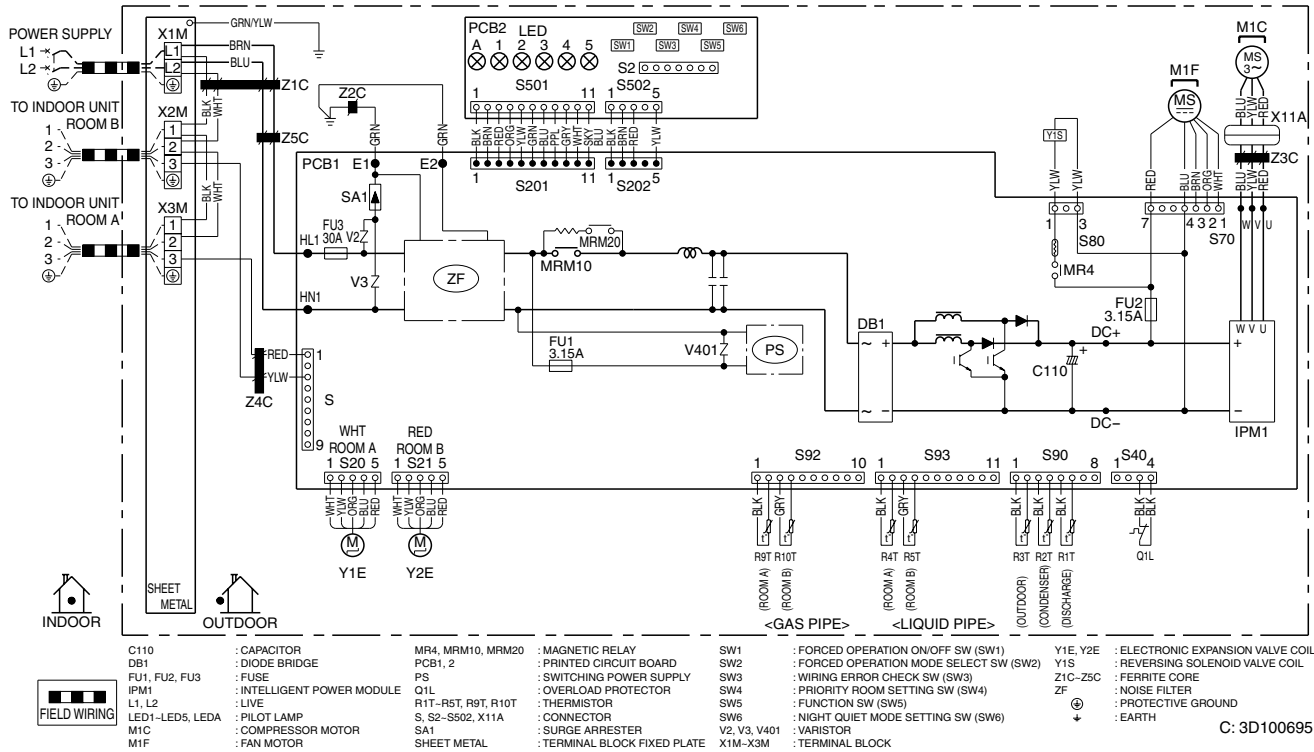 POWER SUPPLY
L1
L2
X1M
L1
L2
GRN/YLW
BRN
BLU
BLK
WHT
Z1C
Z5C
TO INDOOR UNIT
ROOM B
1
2
3
X2M
1
2
3
BLK
WHT
TO INDOOR UNIT
ROOM A
1
2
3
X3M
1
2
3
PCB2
LED
A 1 2 3 4 5
SW2 SW4 SW6
SW1 SW3 SW5
S2
S501
1 11
S502
1 5
BLK BRN RED ORG YLW GRN BLU PPL GRY WHT SKY BLU
BLK BRN RED YLW
1 11
S201
1 5
S202
Z2C
GRN
GRN
PCB1
E1
E2
SA1
FU3
30A
V2
V3
HL1
HN1
ZF
MRM20
MRM10
FU1
3.15A
V401
PS
DB1
~ +
~ −
C110
+
DC+
DC−
M1C
MS
3~
BLU YLW RED
X11A
Z3C
BLU YLW RED
W V U
M1F
MS
Y1S
YLW
YLW
1 3
S80
MR4
RED
BLU BRN ORG WHT
7 4 3 2 1
S70
FU2
3.15A
W V U
+
−
IPM1
RED
YLW
Z4C
1
S
9
WHT
ROOM A
1 S20 5
WHT YLW ORG BLU RED
M
Y1E
RED
ROOM B
1 S21 5
WHT YLW ORG BLU RED
M
Y2E
S92
1 10
BLK GRY
t° t°
R9T R10T
(ROOM A) (ROOM B)
<GAS PIPE>
S93
1 11
BLK GRY
t° t°
R4T R5T
(ROOM A) (ROOM B)
<LIQUID PIPE>
S90
1 8
BLK BLK BLK
t° t° t°
R3T R2T R1T
(OUTDOOR) (CONDENSER) (DISCHARGE)
S40
1 4
BLK BLK
Q1L
SHEET
METAL
INDOOR
OUTDOOR
FIELD WIRING
C110 : CAPACITOR
DB1 : DIODE BRIDGE
FU1, FU2, FU3 : FUSE
IPM1 : INTELLIGENT POWER MODULE
L1, L2 : LIVE
LED1~LED5, LEDA : PILOT LAMP
M1C : COMPRESSOR MOTOR
M1F : FAN MOTOR
MR4, MRM10, MRM20 : MAGNETIC RELAY
PCB1, 2 : PRINTED CIRCUIT BOARD
PS : SWITCHING POWER SUPPLY
Q1L : OVERLOAD PROTECTOR
R1T~R5T, R9T, R10T : THERMISTOR
S, S2~S502, X11A : CONNECTOR
SA1 : SURGE ARRESTER
SHEET METAL : TERMINAL BLOCK FIXED PLATE
SW1 : FORCED OPERATION ON/OFF SW (SW1)
SW2 : FORCED OPERATION MODE SELECT SW (SW2)
SW3 : WIRING ERROR CHECK SW (SW3)
SW4 : PRIORITY ROOM SETTING SW (SW4)
SW5 : FUNCTION SW (SW5)
SW6 : NIGHT QUIET MODE SETTING SW (SW6)
V2, V3, V401 : VARISTOR
X1M~X3M : TERMINAL BLOCK
Y1E, Y2E : ELECTRONIC EXPANSION VALVE COIL
Y1S : REVERSING SOLENOID VALVE COIL
Z1C~Z5C : FERRITE CORE
ZF : NOISE FILTER
: PROTECTIVE GROUND
: EARTH
C: 3D100695